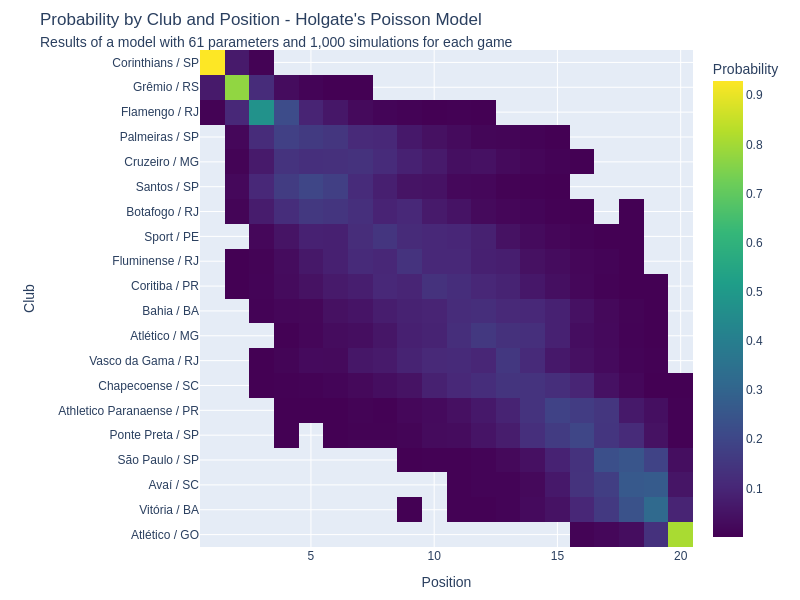 Probability by Club and Position - Holgate's Poisson Model
Results of a model with 61 parameters and 1,000 simulations for each game
Probability
Corinthians / SP
Grêmio / RS
Flamengo / RJ
Palmeiras / SP
Cruzeiro / MG
Santos / SP
Botafogo / RJ
Sport / PE
Fluminense / RJ
Coritiba / PR
Bahia / BA
Atlético / MG
Vasco da Gama / RJ
Chapecoense / SC
Athletico Paranaense / PR
Ponte Preta / SP
São Paulo / SP
Avaí / SC
Vitória / BA
Atlético / GO
Club
5
10
15
20
Position
0.9
0.8
0.7
0.6
0.5
0.4
0.3
0.2
0.1